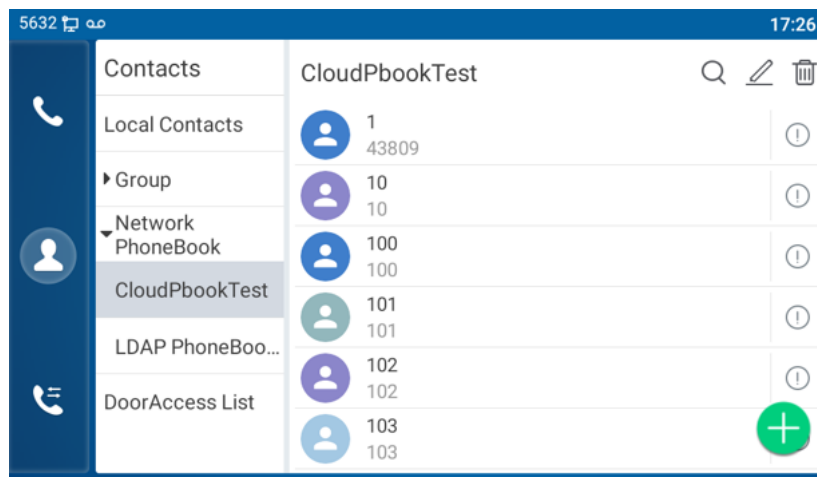 5632
17:26
Contacts
Local Contacts
Group
Network
PhoneBook
CloudPbookTest
LDAP PhoneBoo...
DoorAccess List
CloudPbookTest
1
43809
10
10
100
100
101
101
102
102
103
103